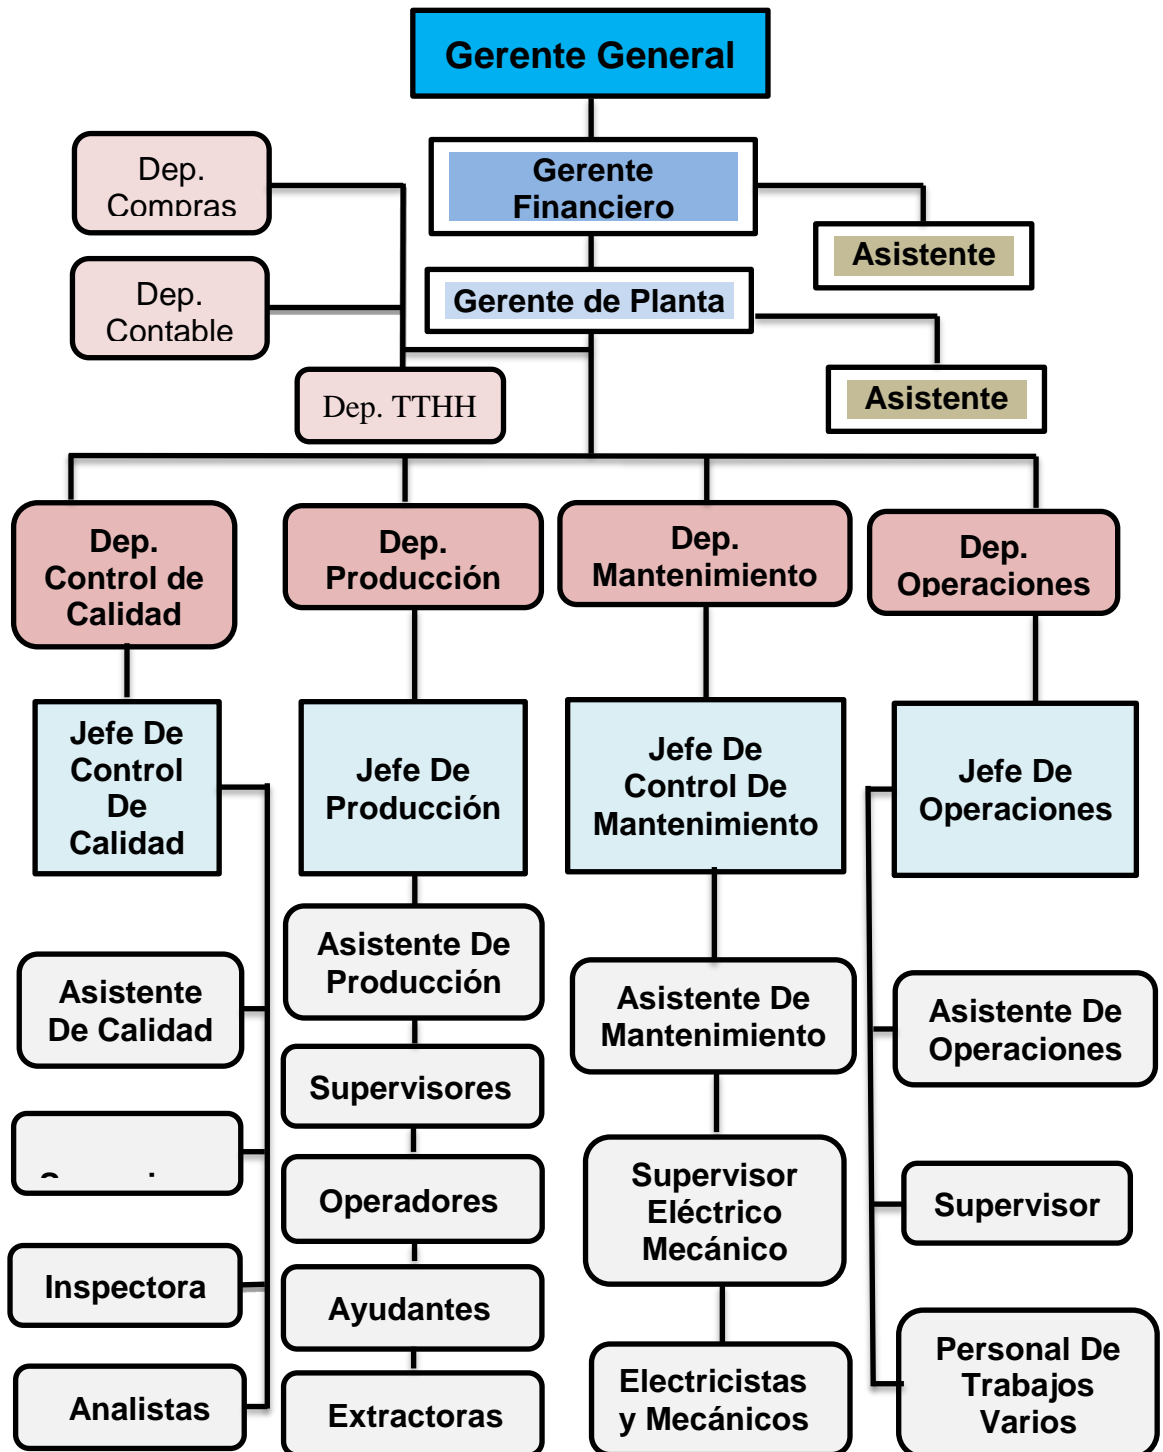 Gerente General
Dep.
Compras
Gerente
Financiero
Asistente
Dep.
Contable
Gerente de Planta
Dep. TTHH
Asistente
Dep.
Control de
Calidad
Dep.
Producción
Dep.
Mantenimiento
Dep.
Operaciones
Jefe De
Control
De
Calidad
Jefe De
Producción
Jefe De
Control De
Mantenimiento
Jefe De
Operaciones
Asistente
De Calidad
Asistente De
Producción
Asistente De
Mantenimiento
Asistente De
Operaciones
Supervisores
Operadores
Supervisor
Eléctrico
Mecánico
Supervisor
Inspectora
Ayudantes
Analistas
Extractoras
Electricistas
y Mecánicos
Personal De
Trabajos
Varios